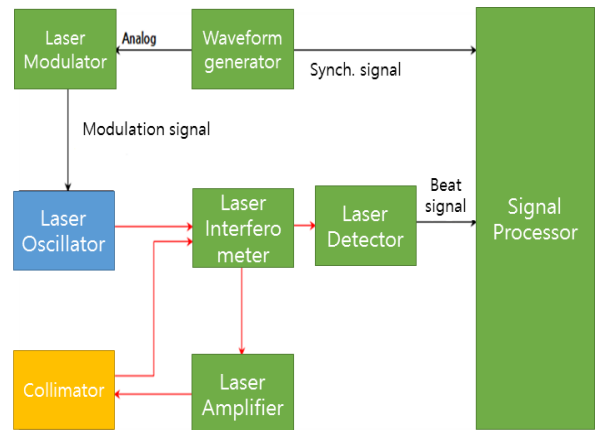 Laser
Modulator
Analog
Waveform
generator
Synch. signal
Modulation signal
Laser
Oscillator
Laser
Interfero
meter
Laser
Detector
Beat
signal
Signal
Processor
Collimator
Laser
Amplifier